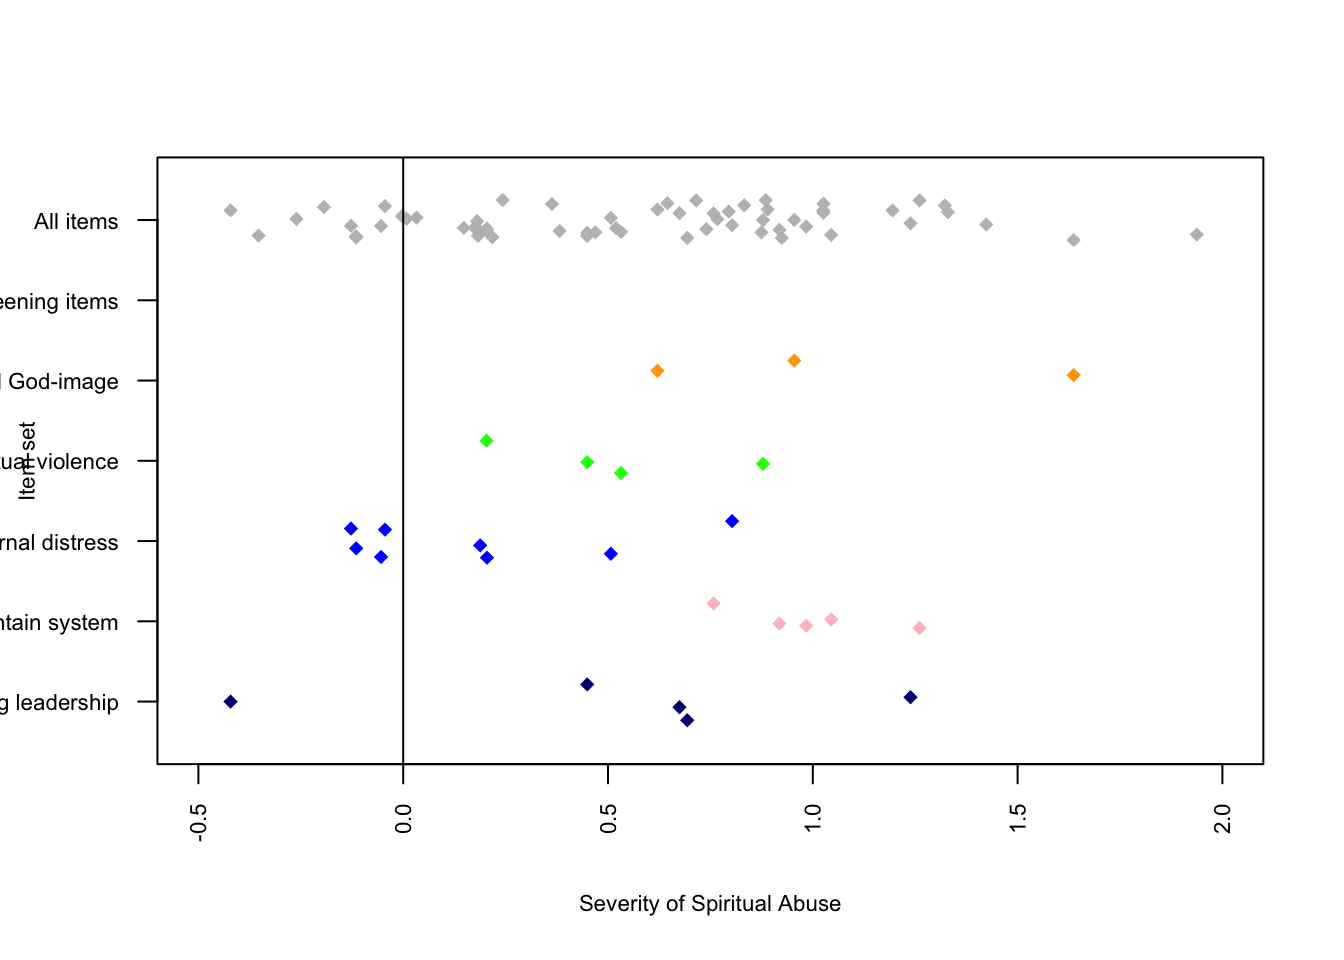 All items
eening items
God-image
tual violence
Item set
rnal distress
ntain system
g leadership
-0.5
0.0
0.5
1.0
1.5
2.0
Severity of Spiritual Abuse